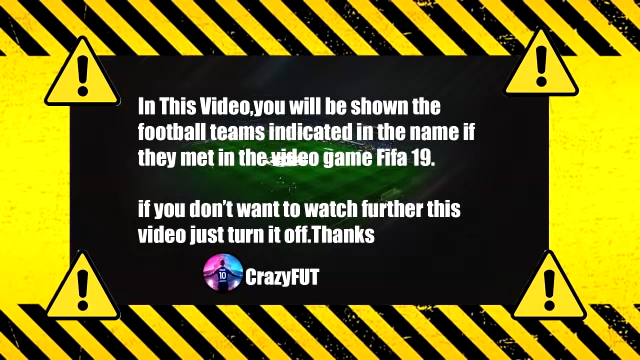 In This Video,you will be shown the
football teams indicated in the name if
they met in the video game Fifa 19.
if you don't want to watch further this
video just turn it off.Thanks
10
CrazyFUT